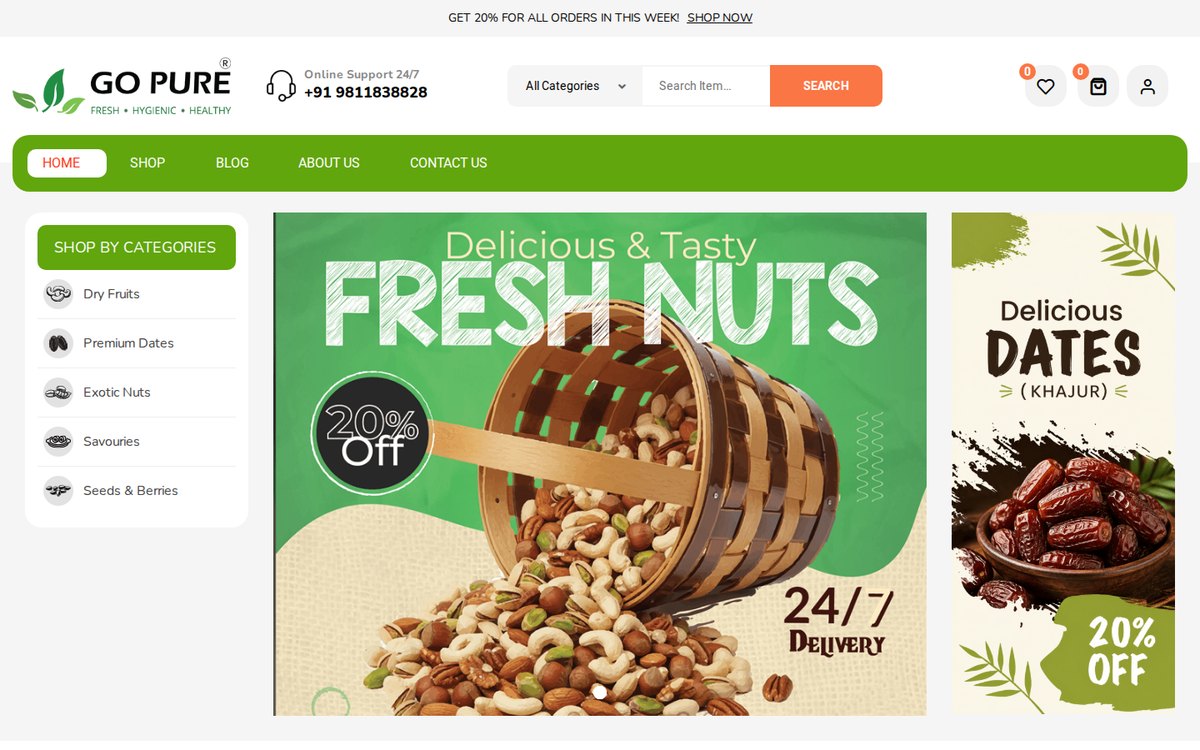 GET 20% FOR ALL ORDERS IN THIS WEEK! SHOP NOW
GO PURE ®
FRESH • HYGIENIC • HEALTHY
Online Support 24/7
+91 9811838828
All Categories
Search Item...
SEARCH
0
0
HOME
SHOP
BLOG
ABOUT US
CONTACT US
SHOP BY CATEGORIES
Dry Fruits
Premium Dates
Exotic Nuts
Savouries
Seeds & Berries
Delicious & Tasty
FRESH NUTS
20%
Off
24/7
DELIVERY
Delicious
DATES
(KHAJUR)
20%
OFF